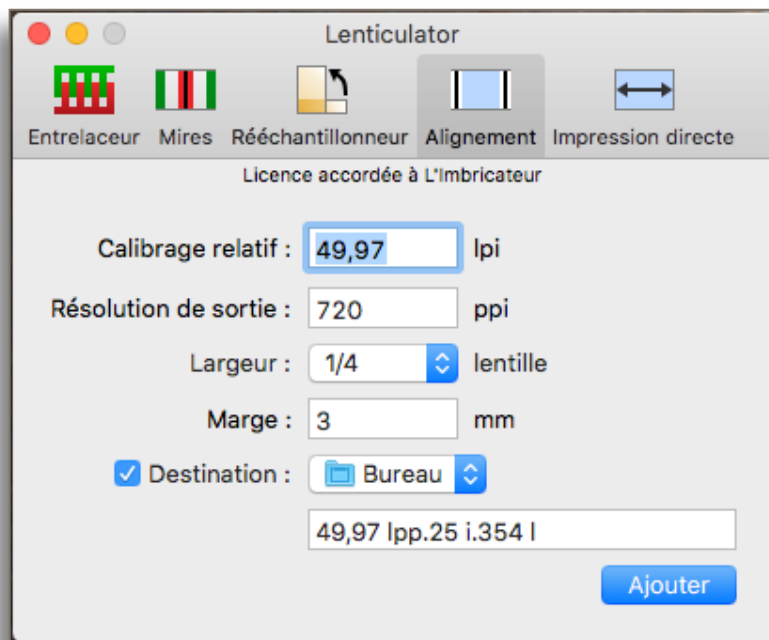 Lenticulator
Entrelaceur Mires Rééchantillonneur Alignement Impression directe
Licence accordée à L'Imbricateur
Calibrage relatif : 49,97 lpi
Résolution de sortie : 720 ppi
Largeur : 1/4 lentille
Marge : 3 mm
Destination : Bureau
49,97 lpp.25 i.354 l
Ajouter